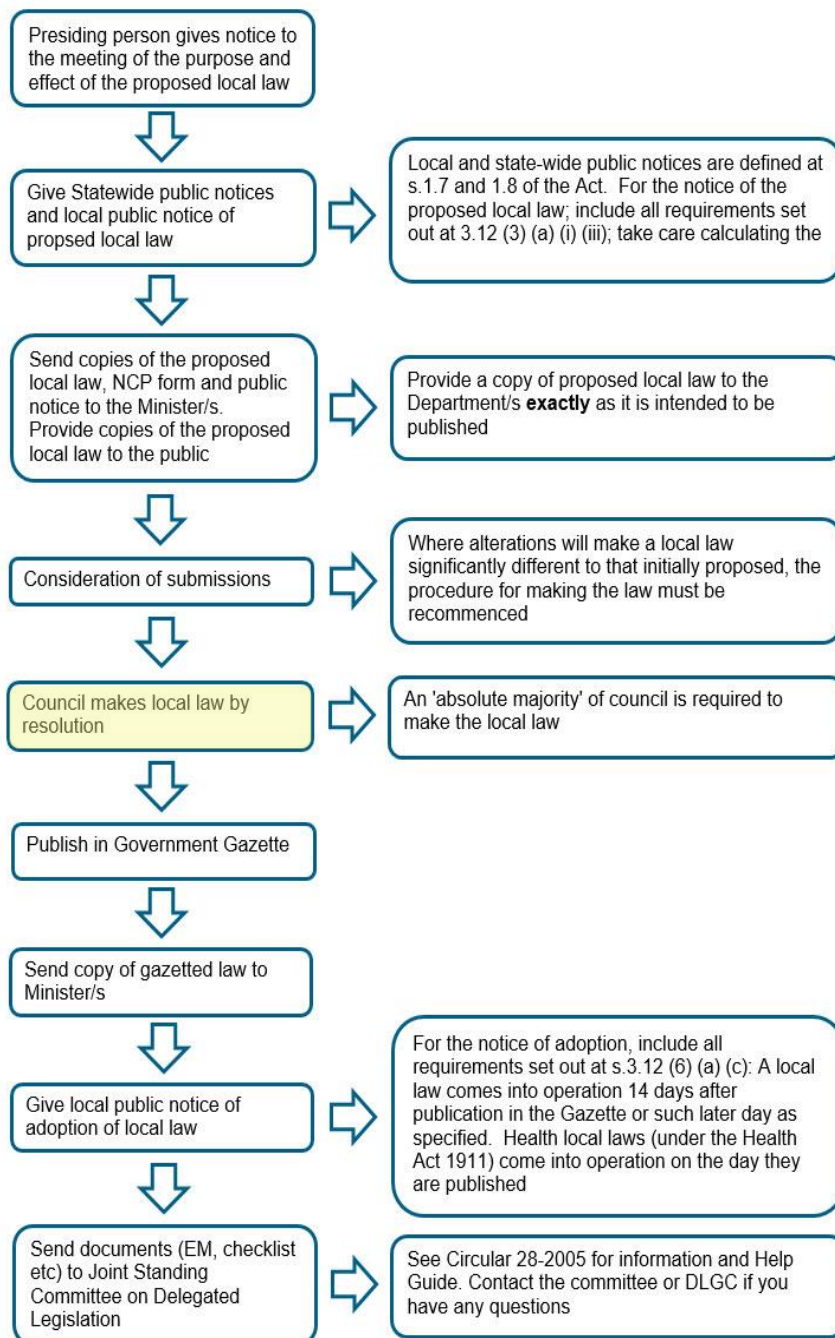 Presiding person gives notice to
the meeting of the purpose and
effect of the proposed local law
Give Statewide public notices
and local public notice of
propsed local law
Local and state-wide public notices are defined at
s.1.7 and 1.8 of the Act. For the notice of the
proposed local law; include all requirements set
out at 3.12 (3) (a) (i) (iii); take care calculating the
Send copies of the proposed
local law, NCP form and public
notice to the Minister/s.
Provide copies of the proposed
local law to the public
Provide a copy of proposed local law to the
Department/s exactly as it is intended to be
published
Consideration of submissions
Where alterations will make a local law
significantly different to that initially proposed, the
procedure for making the law must be
recommenced
Council makes local law by
resolution
An 'absolute majority' of council is required to
make the local law
Publish in Government Gazette
Send copy of gazetted law to
Minister/s
Give local public notice of
adoption of local law
For the notice of adoption, include all
requirements set out at s.3.12 (6) (a) (c): A local
law comes into operation 14 days after
publication in the Gazette or such later day as
specified. Health local laws (under the Health
Act 1911) come into operation on the day they
are published
Send documents (EM, checklist
etc) to Joint Standing
Committee on Delegated
Legislation
See Circular 28-2005 for information and Help
Guide. Contact the committee or DLGC if you
have any questions